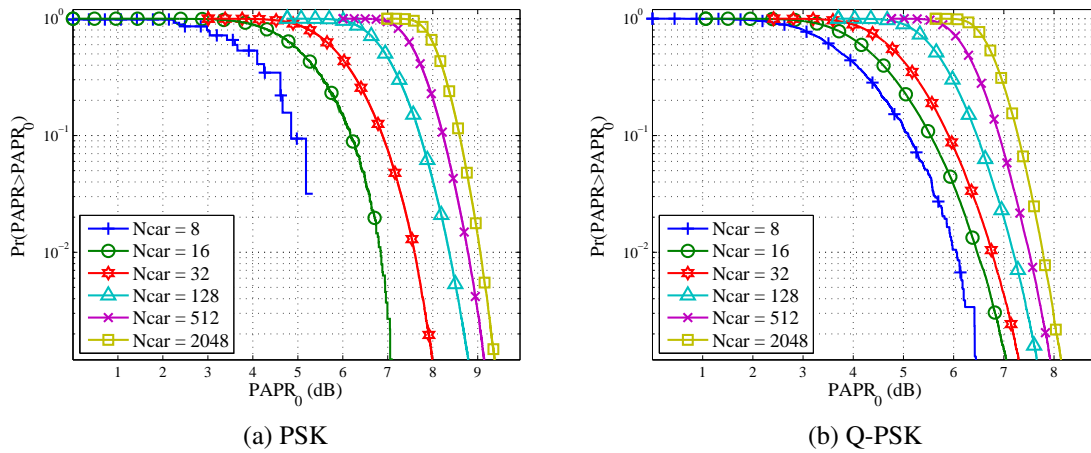 10^0
10^-1
10^-2
Pr(PAPR>PAPR_0)
Ncar = 8
Ncar = 16
Ncar = 32
Ncar = 128
Ncar = 512
Ncar = 2048
1 2 3 4 5 6 7 8 9
PAPR_0 (dB)
(a) PSK
10^0
10^-1
10^-2
Pr(PAPR>PAPR_0)
Ncar = 8
Ncar = 16
Ncar = 32
Ncar = 128
Ncar = 512
Ncar = 2048
1 2 3 4 5 6 7 8
PAPR_0 (dB)
(b) Q-PSK